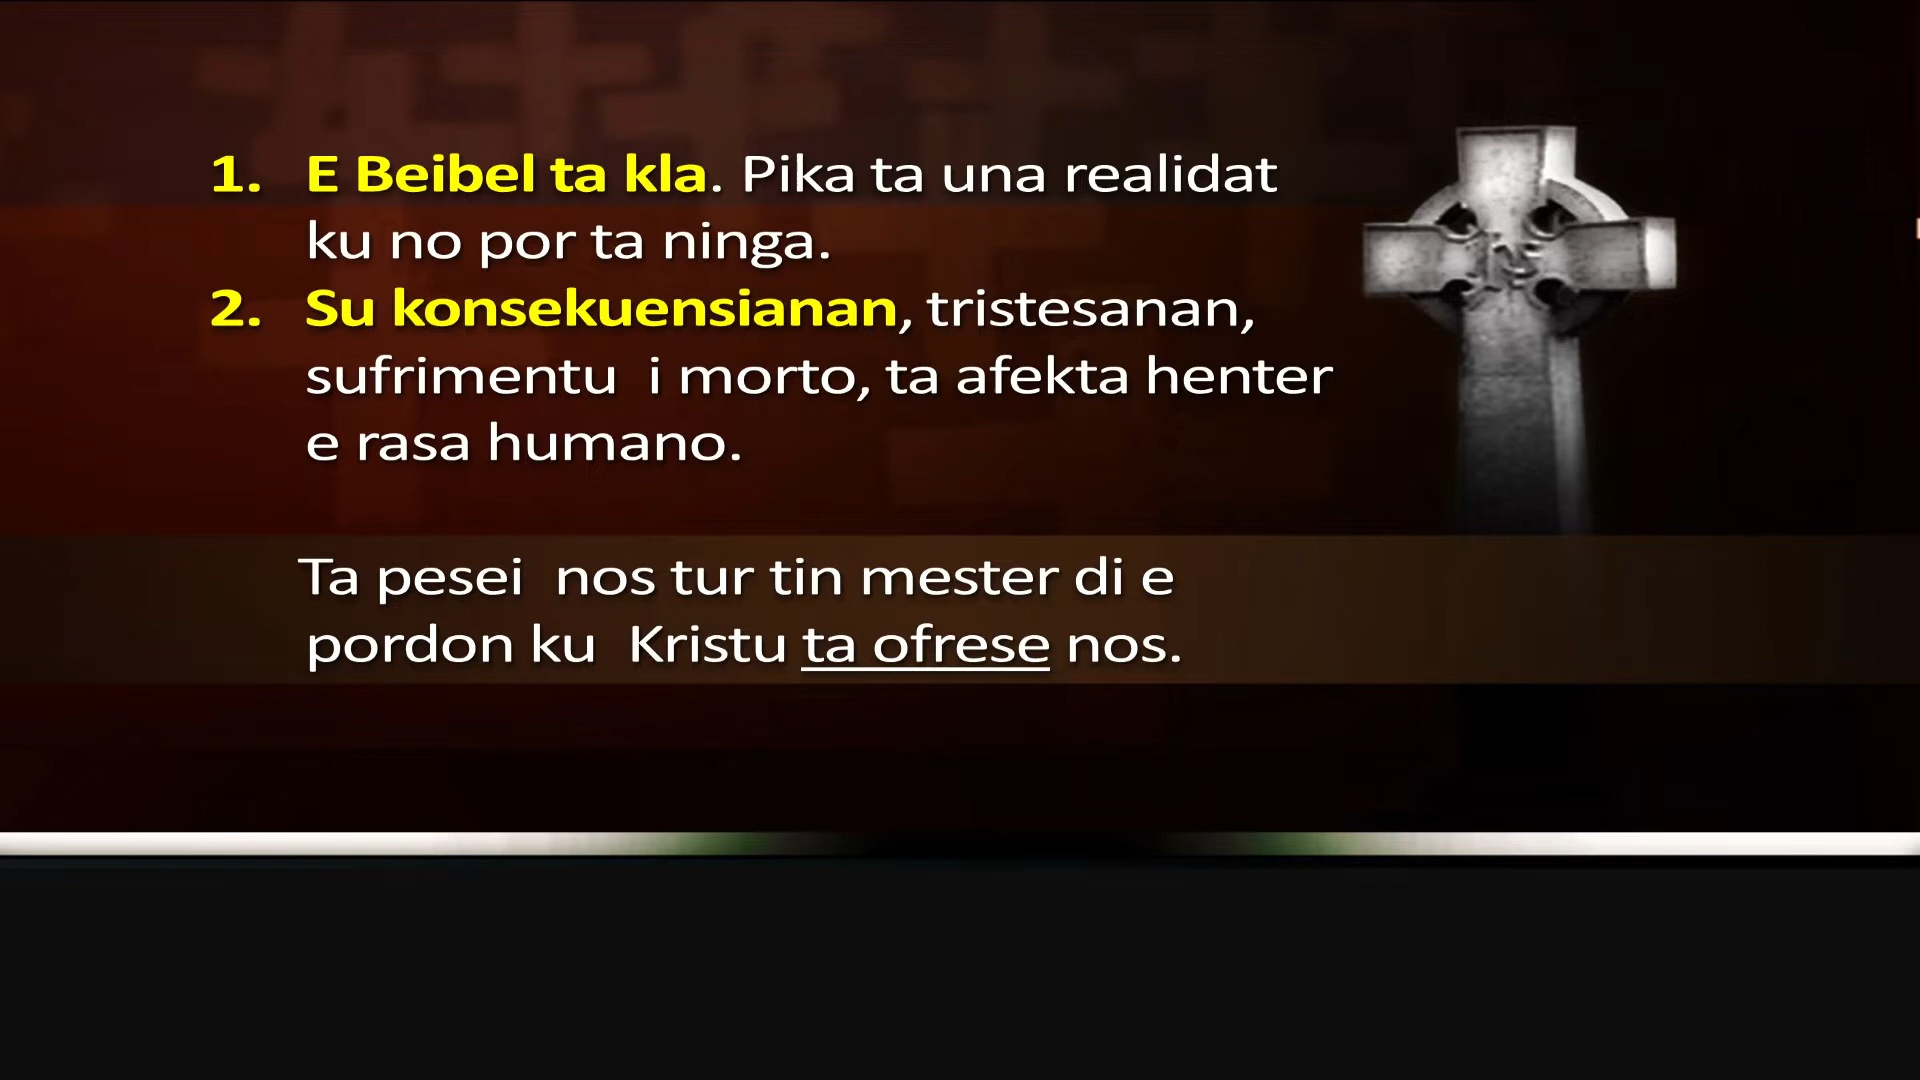 1. E Beibel ta kla. Pika ta una realidat
ku no por ta ninga.
2. Su konsekuensianan, tristesanan,
sufrimentu i morto, ta afekta henter
e rasa humano.
Ta pesei nos tur tin mester di e
pordon ku Kristu ta ofrese nos.